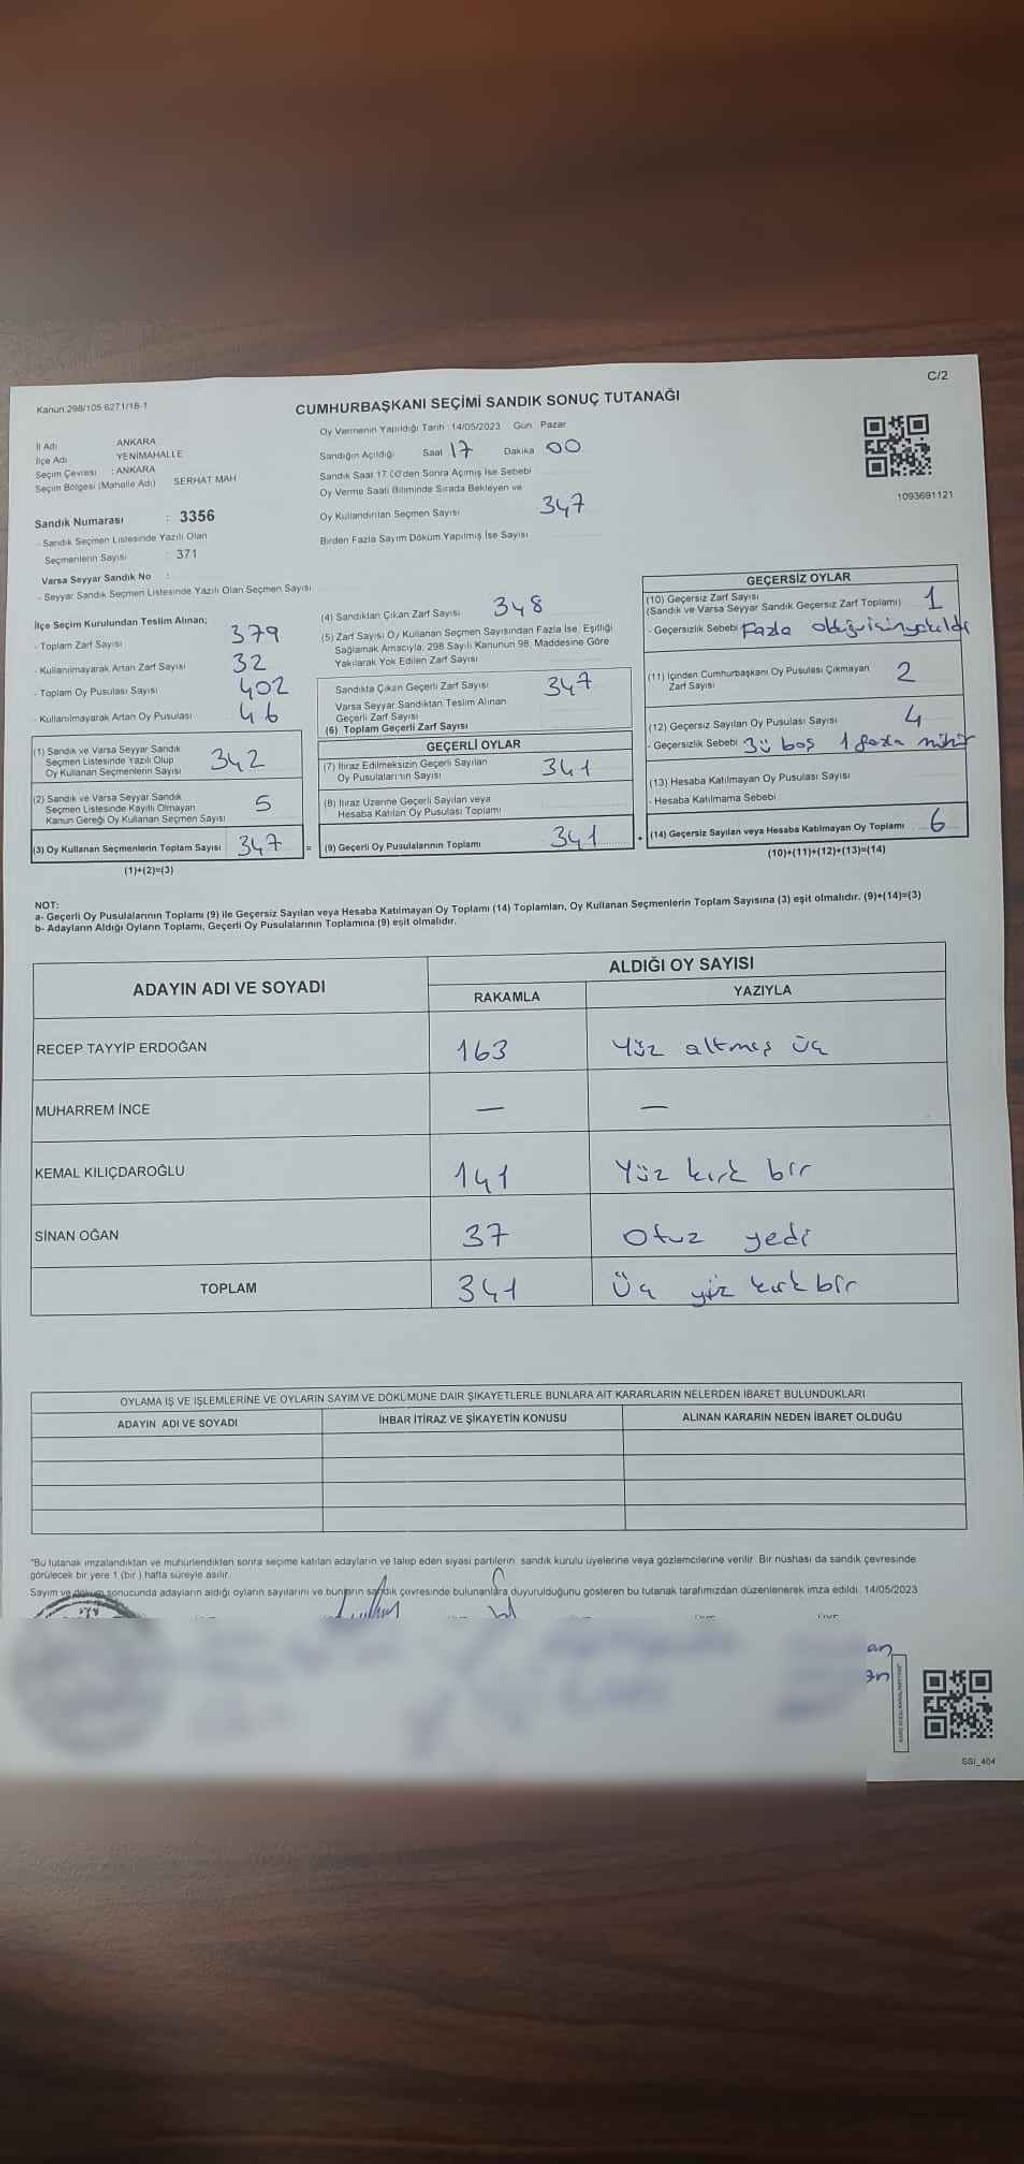 C/2
Kanun 298/105 6271/18-1
CUMHURBAŞKANI SEÇİMİ SANDIK SONUÇ TUTANAĞI
İl Adı ANKARA
İlçe Adı YENİMAHALLE
Seçim Çevresi : ANKARA
Seçim Bölgesi (Mahalle Adı) SERHAT MAH
Sandık Numarası : 3356
- Sandık Seçmen Listesinde Yazılı Olan
Seçmenlerin Sayısı : 371
Varsa Seyyar Sandık No :
- Seyyar Sandık Seçmen Listesinde Yazılı Olan Seçmen Sayısı
Oy Vermenin Yapıldığı Tarih 14/05/2023 Gün Pazar
Sandığın Açıldığı Saat 17 Dakika 00
Sandık Saat 17.00'den Sonra Açımış İse Sebebi
Oy Verme Saati Bitiminde Sırada Bekleyen ve
Oy Kullandırılan Seçmen Sayısı 347
Birden Fazla Sayım Döküm Yapılmış İse Sayısı
1093691121
İlçe Seçim Kurulundan Teslim Alınan;
- Toplam Zarf Sayısı 379
- Kullanılmayarak Artan Zarf Sayısı 32
- Toplam Oy Pusulası Sayısı 402
- Kullanılmayarak Artan Oy Pusulası 46
(1) Sandık ve Varsa Seyyar Sandık
Seçmen Listesinde Yazılı Olup
Oy Kullanan Seçmenlerin Sayısı 342
(2) Sandık ve Varsa Seyyar Sandık
Seçmen Listesinde Kayıtlı Olmayan
Kanun Gereği Oy Kullanan Seçmen Sayısı 5
(3) Oy Kullanan Seçmenlerin Toplam Sayısı 347
(1)+(2)=(3)
(4) Sandıktan Çıkan Zarf Sayısı 348
(5) Zarf Sayısı Oy Kullanan Seçmen Sayısından Fazla İse, Eşitliği
Sağlamak Amacıyla, 298 Sayılı Kanunun 98. Maddesine Göre
Yakılarak Yok Edilen Zarf Sayısı
Sandıkta Çıkan Geçerli Zarf Sayısı 347
Varsa Seyyar Sandıktan Teslim Alınan
Geçerli Zarf Sayısı
(6) Toplam Geçerli Zarf Sayısı
GEÇERLİ OYLAR
(7) İtiraz Edilmeksizin Geçerli Sayılan
Oy Pusulalarının Sayısı 341
(8) İtiraz Üzerine Geçerli Sayılan veya
Hesaba Katılan Oy Pusulası Toplamı
= (9) Geçerli Oy Pusulalarının Toplamı 341 +
GEÇERSİZ OYLAR
(10) Geçersiz Zarf Sayısı
(Sandık ve Varsa Seyyar Sandık Geçersiz Zarf Toplamı) 1
- Geçersizlik Sebebi Fazla olduğu için yakıldı
(11) İçinden Cumhurbaşkanı Oy Pusulası Çıkmayan
Zarf Sayısı 2
(12) Geçersiz Sayılan Oy Pusulası Sayısı 4
- Geçersizlik Sebebi 3ü boş 1 fazla mühür
(13) Hesaba Katılmayan Oy Pusulası Sayısı
- Hesaba Katılmama Sebebi
(14) Geçersiz Sayılan veya Hesaba Katılmayan Oy Toplamı 6
(10)+(11)+(12)+(13)=(14)
NOT:
a- Geçerli Oy Pusulalarının Toplamı (9) ile Geçersiz Sayılan veya Hesaba Katılmayan Oy Toplamı (14) Toplamları, Oy Kullanan Seçmenlerin Toplam Sayısına (3) eşit olmalıdır. (9)+(14)=(3)
b- Adayların Aldığı Oyların Toplamı, Geçerli Oy Pusulalarının Toplamına (9) eşit olmalıdır.
ADAYIN ADI VE SOYADI ALDIĞI OY SAYISI
RAKAMLA YAZIYLA
RECEP TAYYİP ERDOĞAN 163 Yüz altmış üç
MUHARREM İNCE — —
KEMAL KILIÇDAROĞLU 141 Yüz kırk bir
SİNAN OĞAN 37 Otuz yedi
TOPLAM 341 Üç yüz kırk bir
OYLAMA İŞ VE İŞLEMLERİNE VE OYLARIN SAYIM VE DÖKÜMÜNE DAİR ŞİKAYETLERLE BUNLARA AİT KARARLARIN NELERDEN İBARET BULUNDUKLARI
ADAYIN ADI VE SOYADI İHBAR İTİRAZ VE ŞİKAYETİN KONUSU ALINAN KARARIN NEDEN İBARET OLDUĞU
"Bu tutanak imzalandıktan ve mühürlendikten sonra seçime katılan adayların ve talep eden siyasi partilerin sandık kurulu üyelerine veya gözlemcilerine verilir. Bir nüshası da sandık çevresinde
görülecek bir yere 1 (bir) hafta süreyle asılır.
Sayım ve döküm sonucunda adayların aldığı oyların sayılarını ve bunların sandık çevresinde bulunanlara duyurulduğunu gösteren bu tutanak tarafımızdan düzenlenerek imza edildi. 14/05/2023
SSI_404